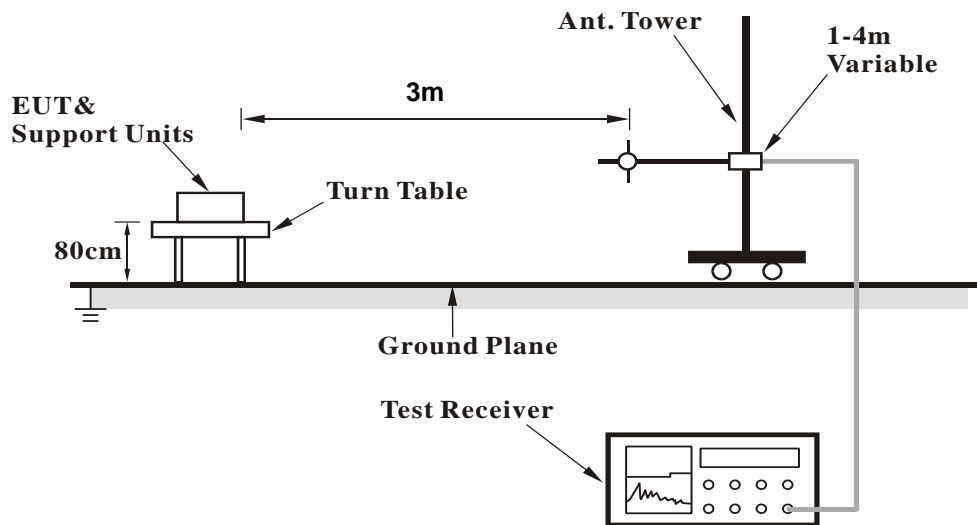 Ant. Tower
1-4m
Variable
3m
EUT&
Support Units
Turn Table
80cm
Ground Plane
Test Receiver